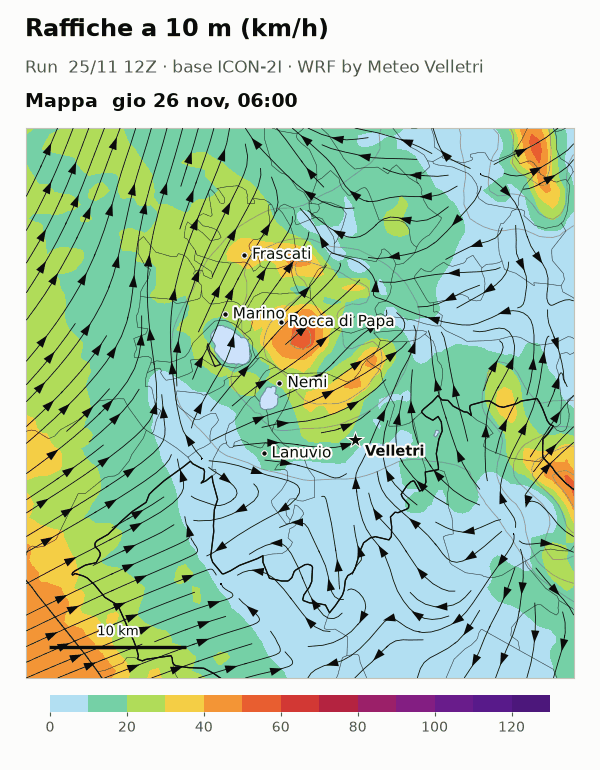 Raffiche a 10 m (km/h)
Run  25/11 12Z · base ICON-2I · WRF by Meteo Velletri
Mappa  gio 26 nov, 06:00
Frascati
Marino
Rocca di Papa
Nemi
Velletri
Lanuvio
10 km
0 20 40 60 80 100 120